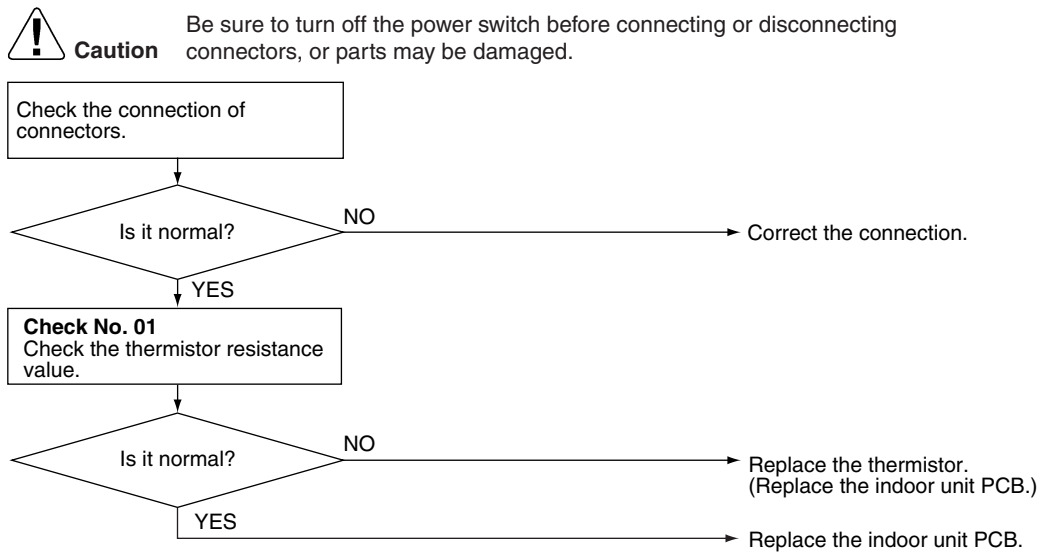 Caution
Be sure to turn off the power switch before connecting or disconnecting
connectors, or parts may be damaged.
Check the connection of
connectors.
Is it normal?
NO
Correct the connection.
YES
Check No. 01
Check the thermistor resistance
value.
Is it normal?
NO
Replace the thermistor.
(Replace the indoor unit PCB.)
YES
Replace the indoor unit PCB.